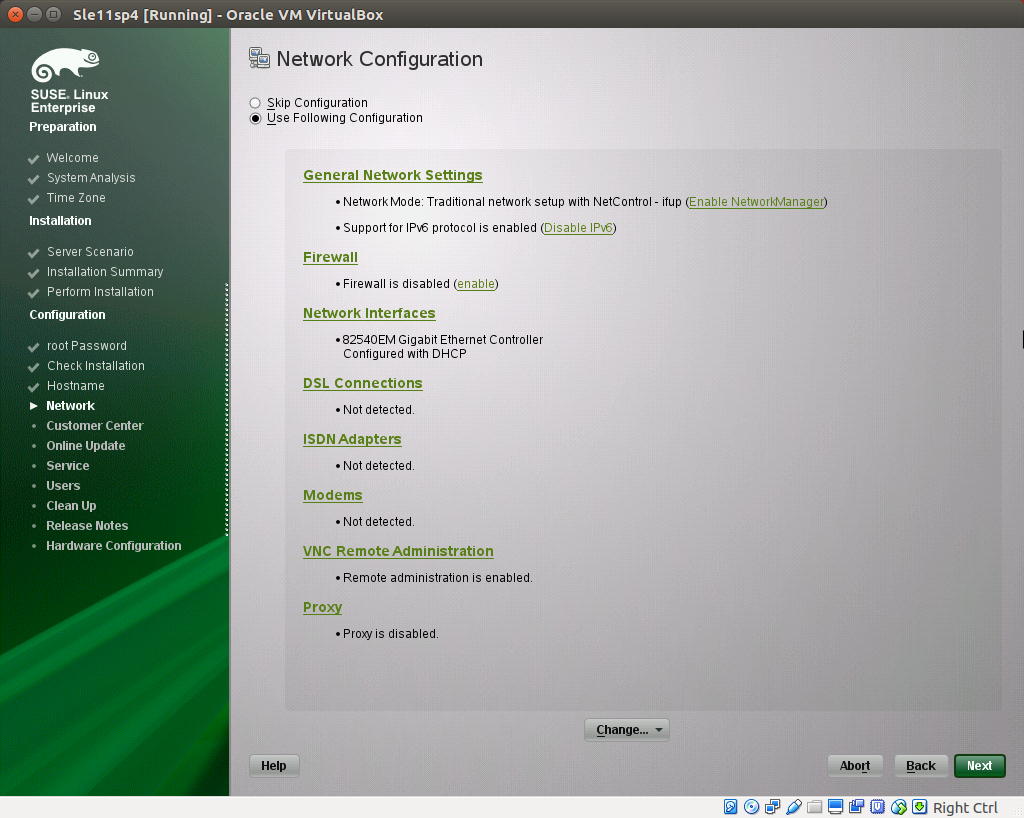 Sle11sp4 [Running] - Oracle VM VirtualBox
SUSE. Linux
Enterprise
Preparation
Welcome
System Analysis
Time Zone
Installation
Server Scenario
Installation Summary
Perform Installation
Configuration
root Password
Check Installation
Hostname
Network
Customer Center
Online Update
Service
Users
Clean Up
Release Notes
Hardware Configuration
Network Configuration
Skip Configuration
Use Following Configuration
General Network Settings
• Network Mode: Traditional network setup with NetControl - ifup (Enable NetworkManager)
• Support for IPv6 protocol is enabled (Disable IPv6)
Firewall
• Firewall is disabled (enable)
Network Interfaces
• 82540EM Gigabit Ethernet Controller
Configured with DHCP
DSL Connections
• Not detected.
ISDN Adapters
• Not detected.
Modems
• Not detected.
VNC Remote Administration
• Remote administration is enabled.
Proxy
• Proxy is disabled.
Change...
Help
Abort
Back
Next
Right Ctrl